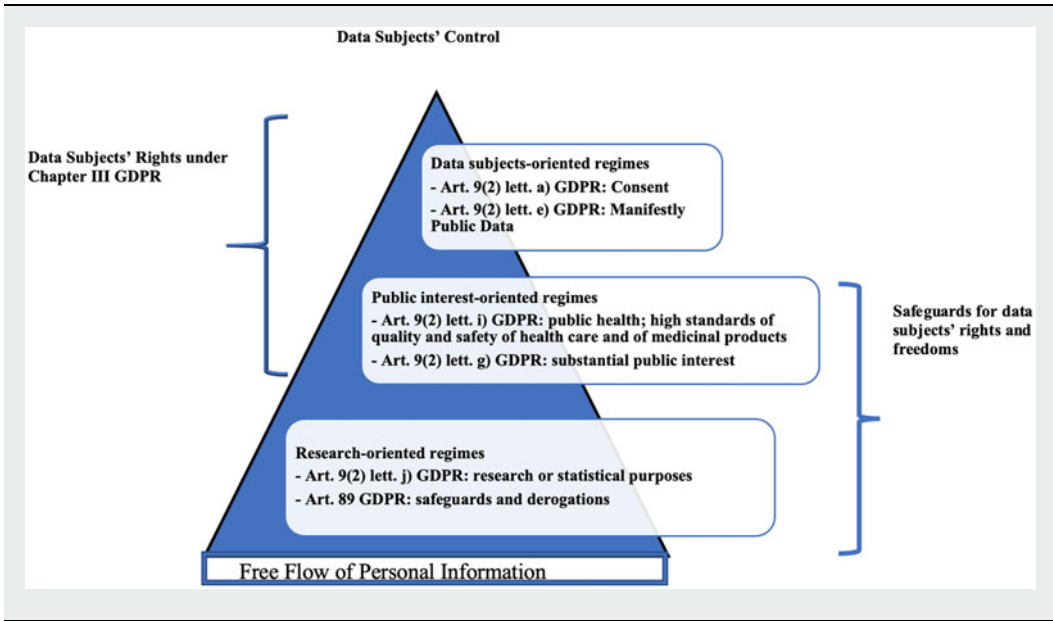 Data Subjects’ Control
Data Subjects’ Rights under
Chapter III GDPR
Data subjects-oriented regimes
- Art. 9(2) lett. a) GDPR: Consent
- Art. 9(2) lett. e) GDPR: Manifestly
Public Data
Public interest-oriented regimes
- Art. 9(2) lett. i) GDPR: public health; high standards of
quality and safety of health care and of medicinal products
- Art. 9(2) lett. g) GDPR: substantial public interest
Safeguards for data
subjects’ rights and
freedoms
Research-oriented regimes
- Art. 9(2) lett. j) GDPR: research or statistical purposes
- Art. 89 GDPR: safeguards and derogations
Free Flow of Personal Information